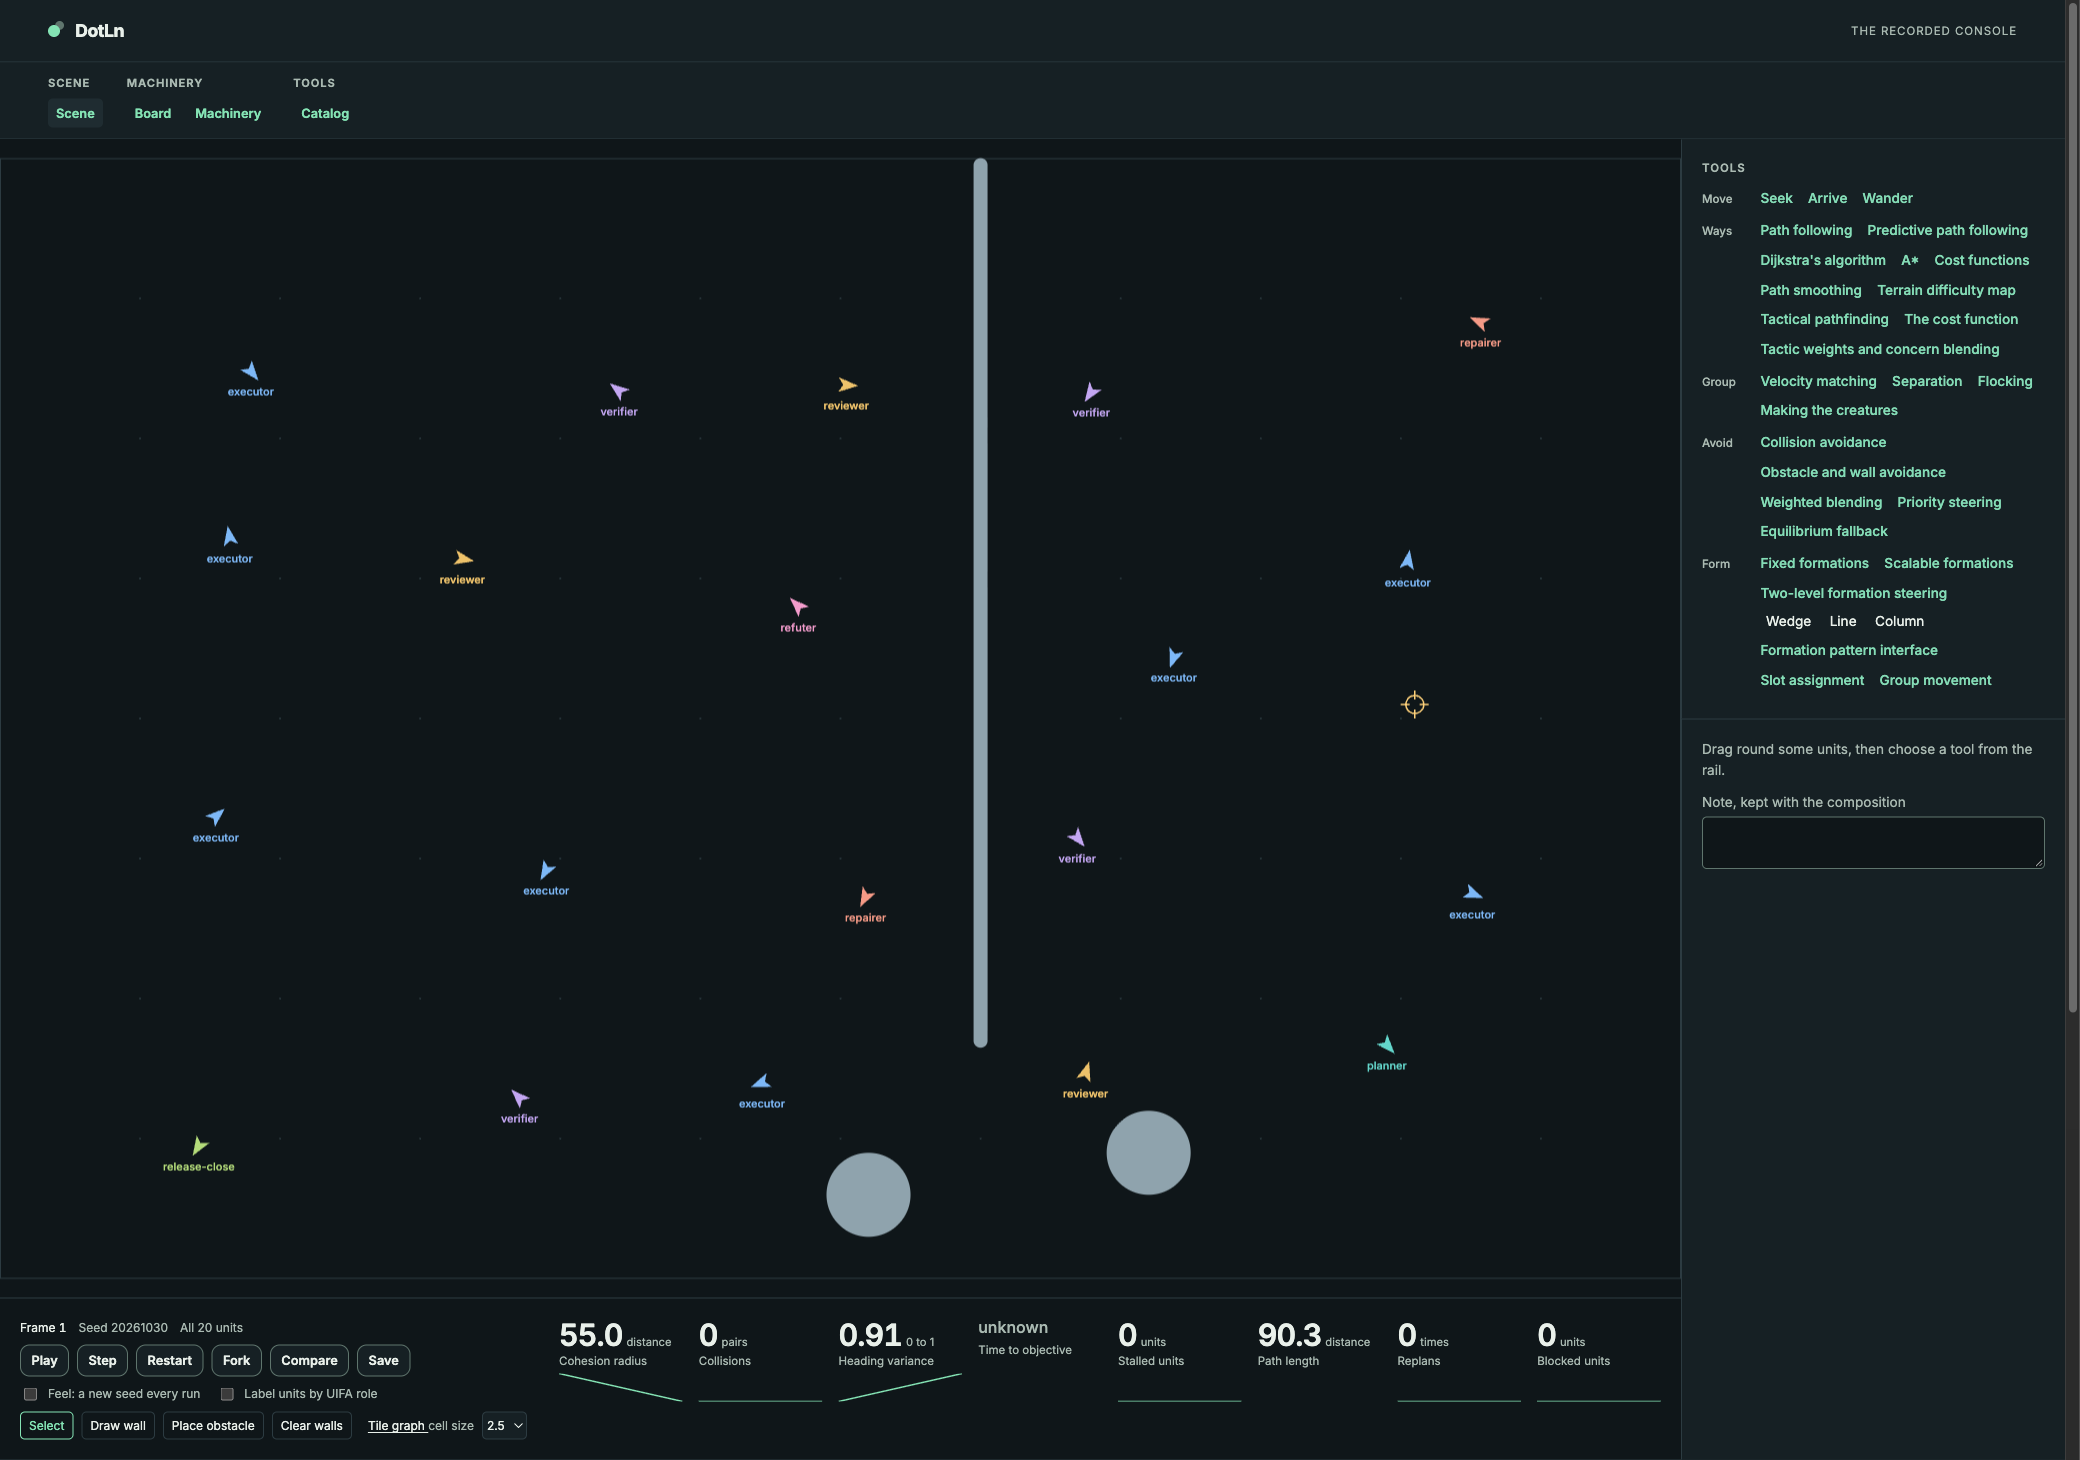 DotLn
THE RECORDED CONSOLE
SCENE MACHINERY TOOLS
Scene Board Machinery Catalog
TOOLS
Move Seek Arrive Wander
Ways Path following Predictive path following
Dijkstra's algorithm A* Cost functions
Path smoothing Terrain difficulty map
Tactical pathfinding The cost function
Tactic weights and concern blending
Group Velocity matching Separation Flocking
Making the creatures
Avoid Collision avoidance
Obstacle and wall avoidance
Weighted blending Priority steering
Equilibrium fallback
Form Fixed formations Scalable formations
Two-level formation steering
Wedge Line Column
Formation pattern interface
Slot assignment Group movement
Drag round some units, then choose a tool from the
rail.
Note, kept with the composition
repairer
executor
verifier
reviewer
verifier
executor
reviewer
executor
refuter
executor
executor
verifier
executor
repairer
executor
planner
reviewer
executor
verifier
release-close
Frame 1 Seed 20261030 All 20 units
Play Step Restart Fork Compare Save
Feel: a new seed every run Label units by UIFA role
Select Draw wall Place obstacle Clear walls Tile graph cell size 2.5
55.0 distance
Cohesion radius
0 pairs
Collisions
0.91 0 to 1
Heading variance
unknown
Time to objective
0 units
Stalled units
90.3 distance
Path length
0 times
Replans
0 units
Blocked units